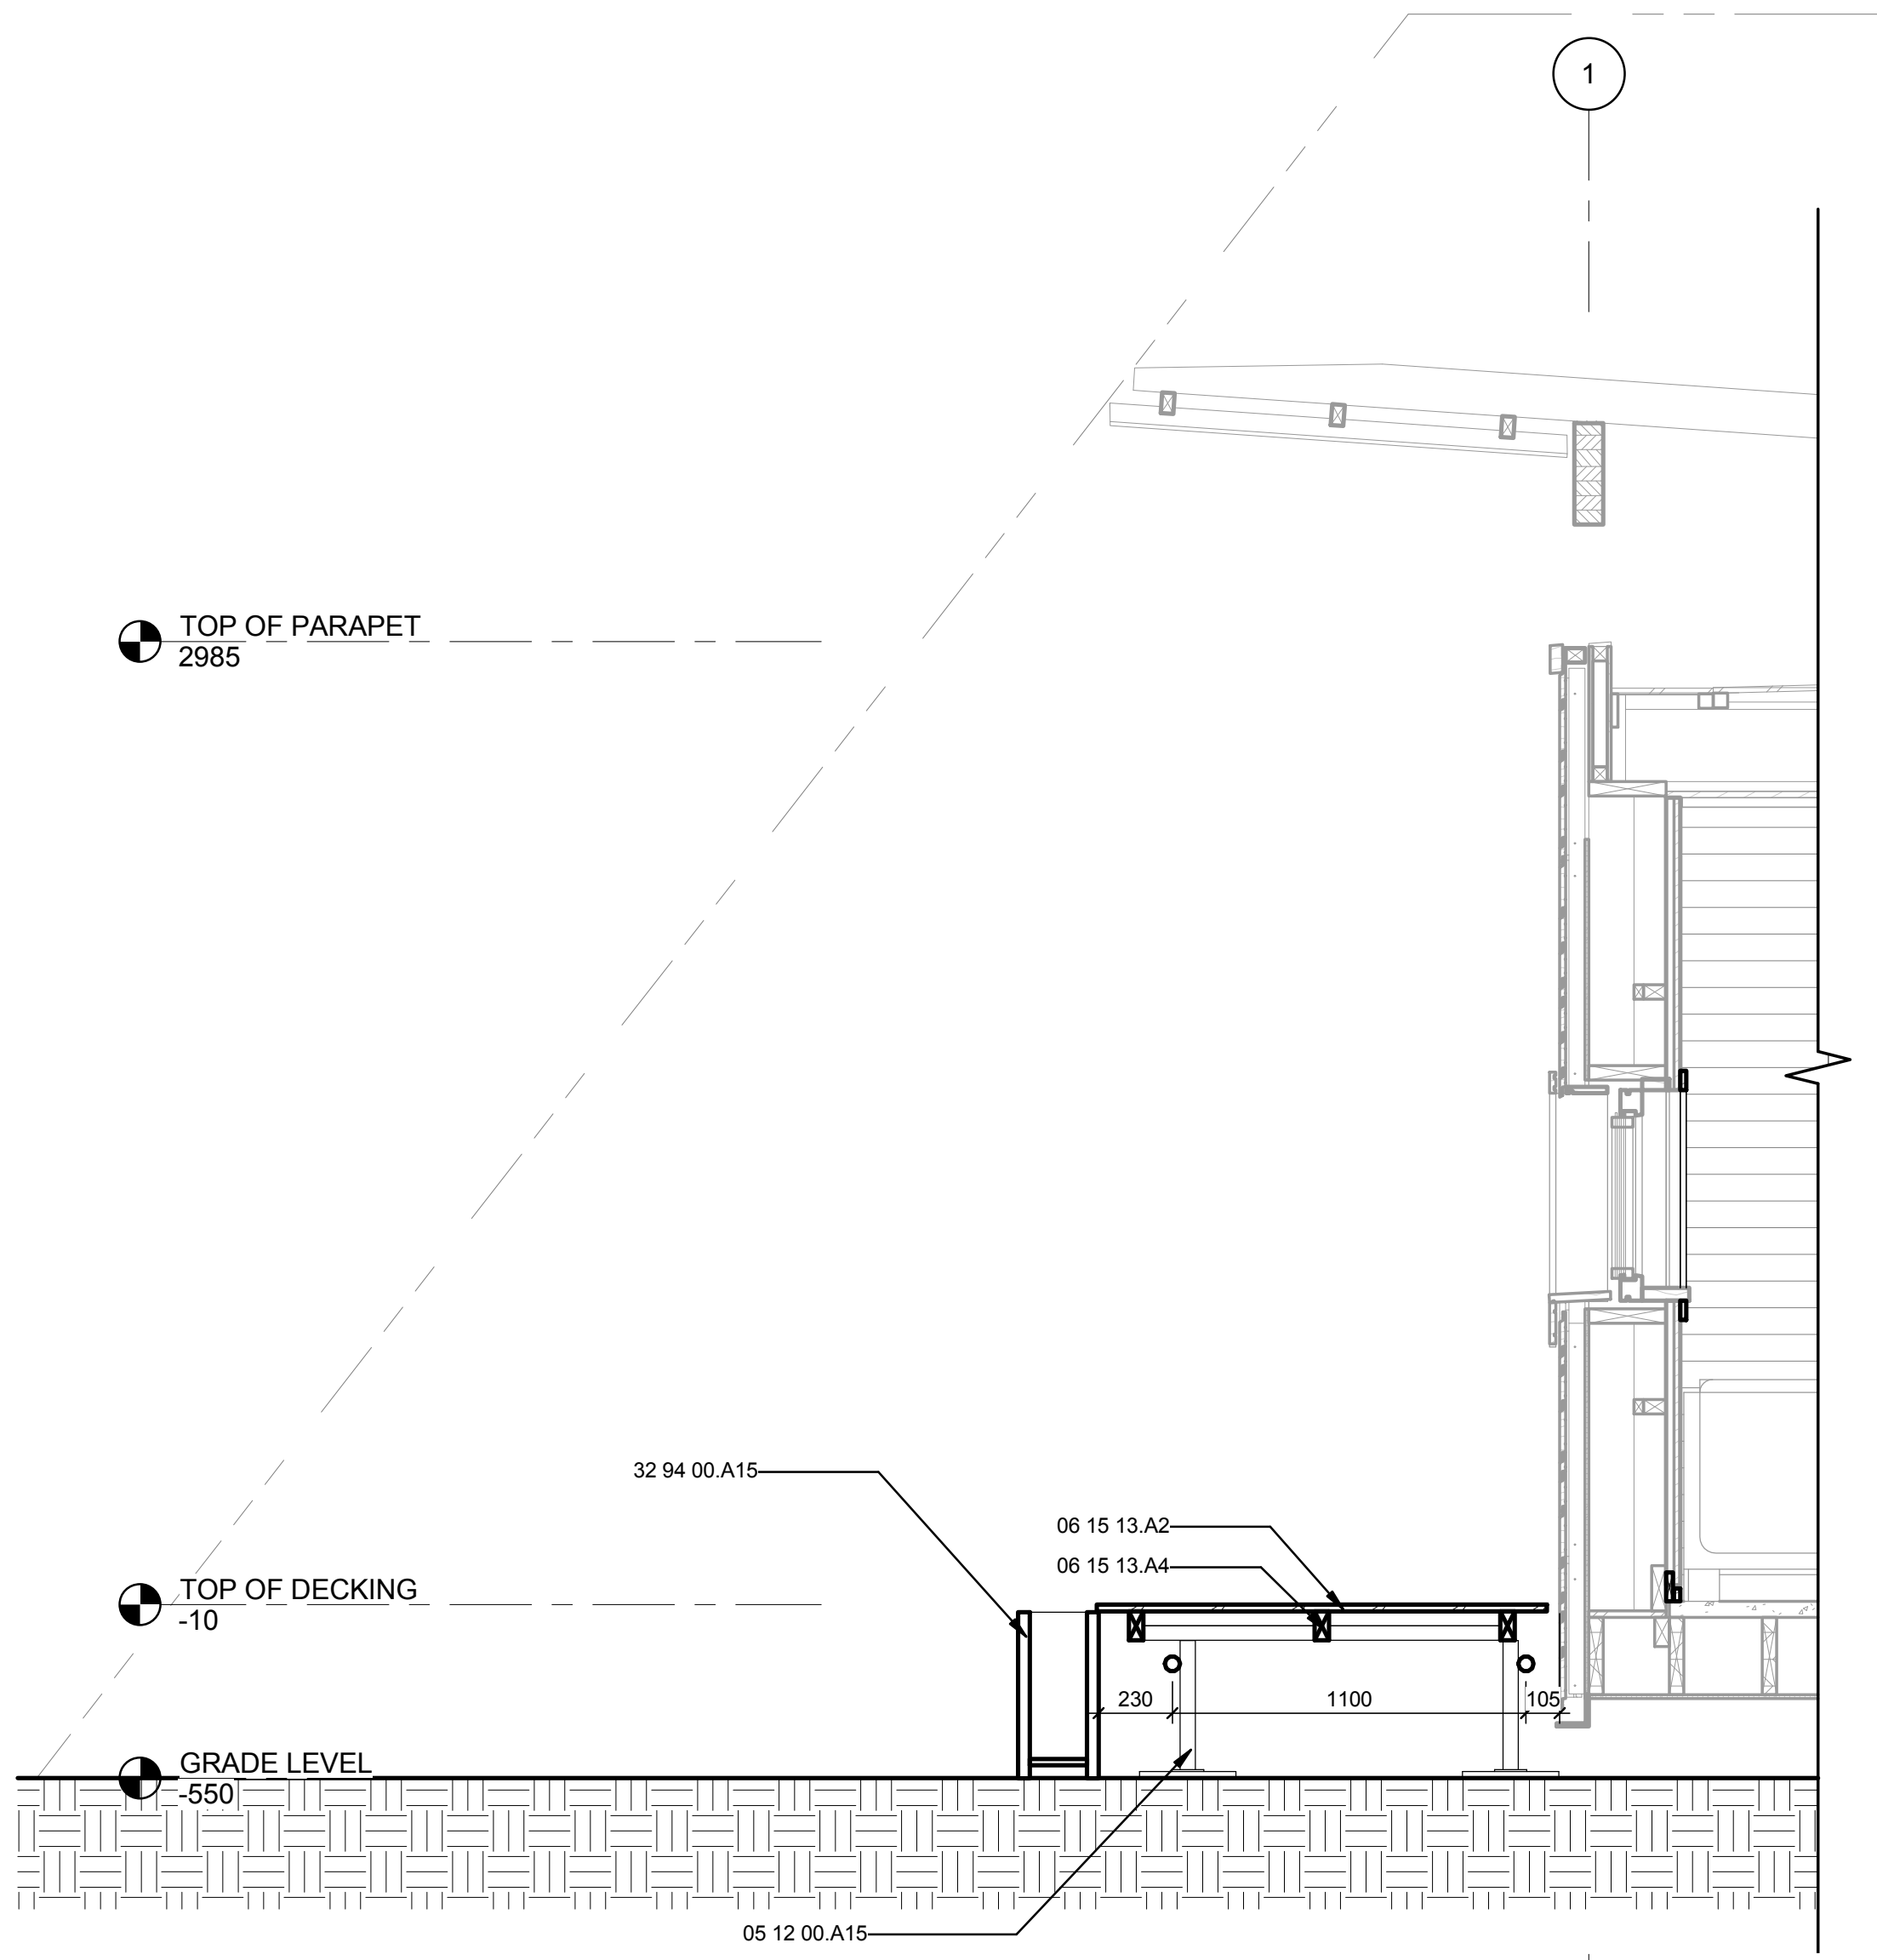 1
TOP OF PARAPET
2985
32 94 00.A15
06 15 13.A2
06 15 13.A4
TOP OF DECKING
-10
230
1100
105
GRADE LEVEL
-550
05 12 00.A15